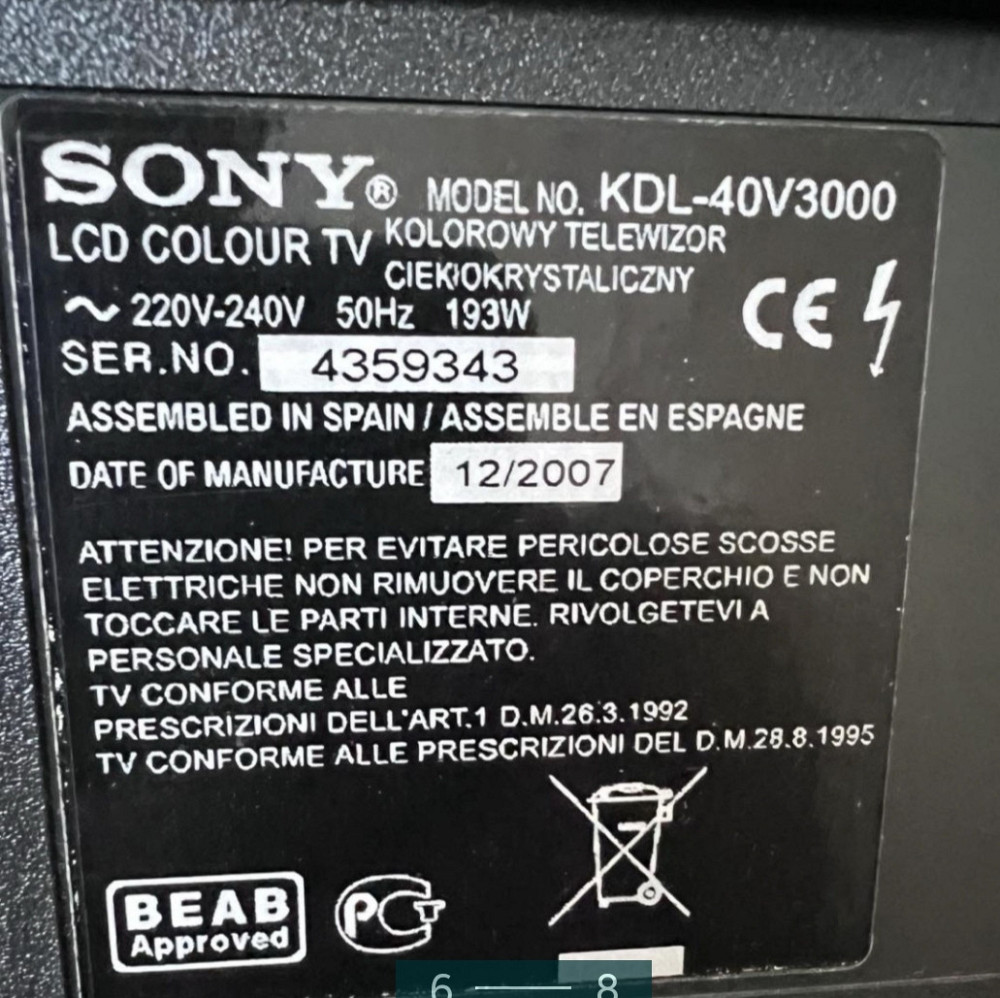 SONY® MODEL NO. KDL-40V3000
LCD COLOUR TV KOLOROWY TELEWIZOR
CIEKŁOKRYSTALICZNY
~ 220V-240V 50Hz 193W
CE
SER.NO. 4359343
ASSEMBLED IN SPAIN / ASSEMBLE EN ESPAGNE
DATE OF MANUFACTURE 12/2007
ATTENZIONE! PER EVITARE PERICOLOSE SCOSSE
ELETTRICHE NON RIMUOVERE IL COPERCHIO E NON
TOCCARE LE PARTI INTERNE. RIVOLGETEVI A
PERSONALE SPECIALIZZATO.
TV CONFORME ALLE
PRESCRIZIONI DELL'ART.1 D.M.26.3.1992
TV CONFORME ALLE PRESCRIZIONI DEL D.M.28.8.1995
BEAB
Approved
PCT
6 — 8